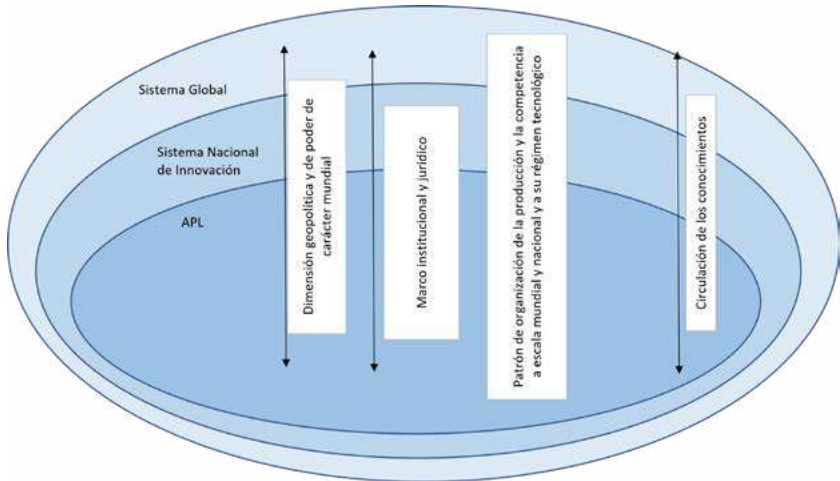 Sistema Global
Sistema Nacional
de Innovación
APL
Dimensión geopolítica y de poder de
carácter mundial
Marco institucional y jurídico
Patrón de organización de la producción y la competencia
a escala mundial y nacional y a su régimen tecnológico
Circulación de los conocimientos